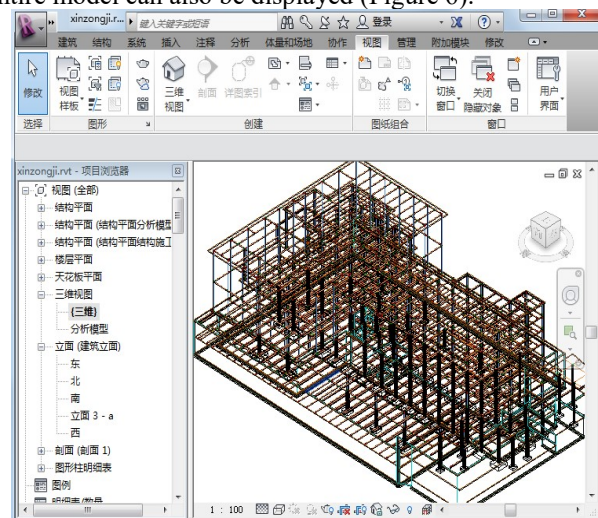 ntire model can also be displayed (Figure 6).
xinzongji.r... 键入关键字或短语 登录
建筑 结构 系统 插入 注释 分析 体量和场地 协作 视图 管理 附加模块 修改
修改 视图样板 三维视图 剖面 详图索引 切换窗口 关闭隐藏对象 用户界面
选择 图形 创建 图纸组合 窗口
xinzongji.rvt - 项目浏览器
视图 (全部)
结构平面
结构平面 (结构平面分析模型
结构平面 (结构平面结构施工
楼层平面
天花板平面
三维视图
{三维}
分析模型
立面 (建筑立面)
东
北
南
立面 3 - a
西
剖面 (剖面 1)
图形柱明细表
图例
明细表/数量
1 : 100